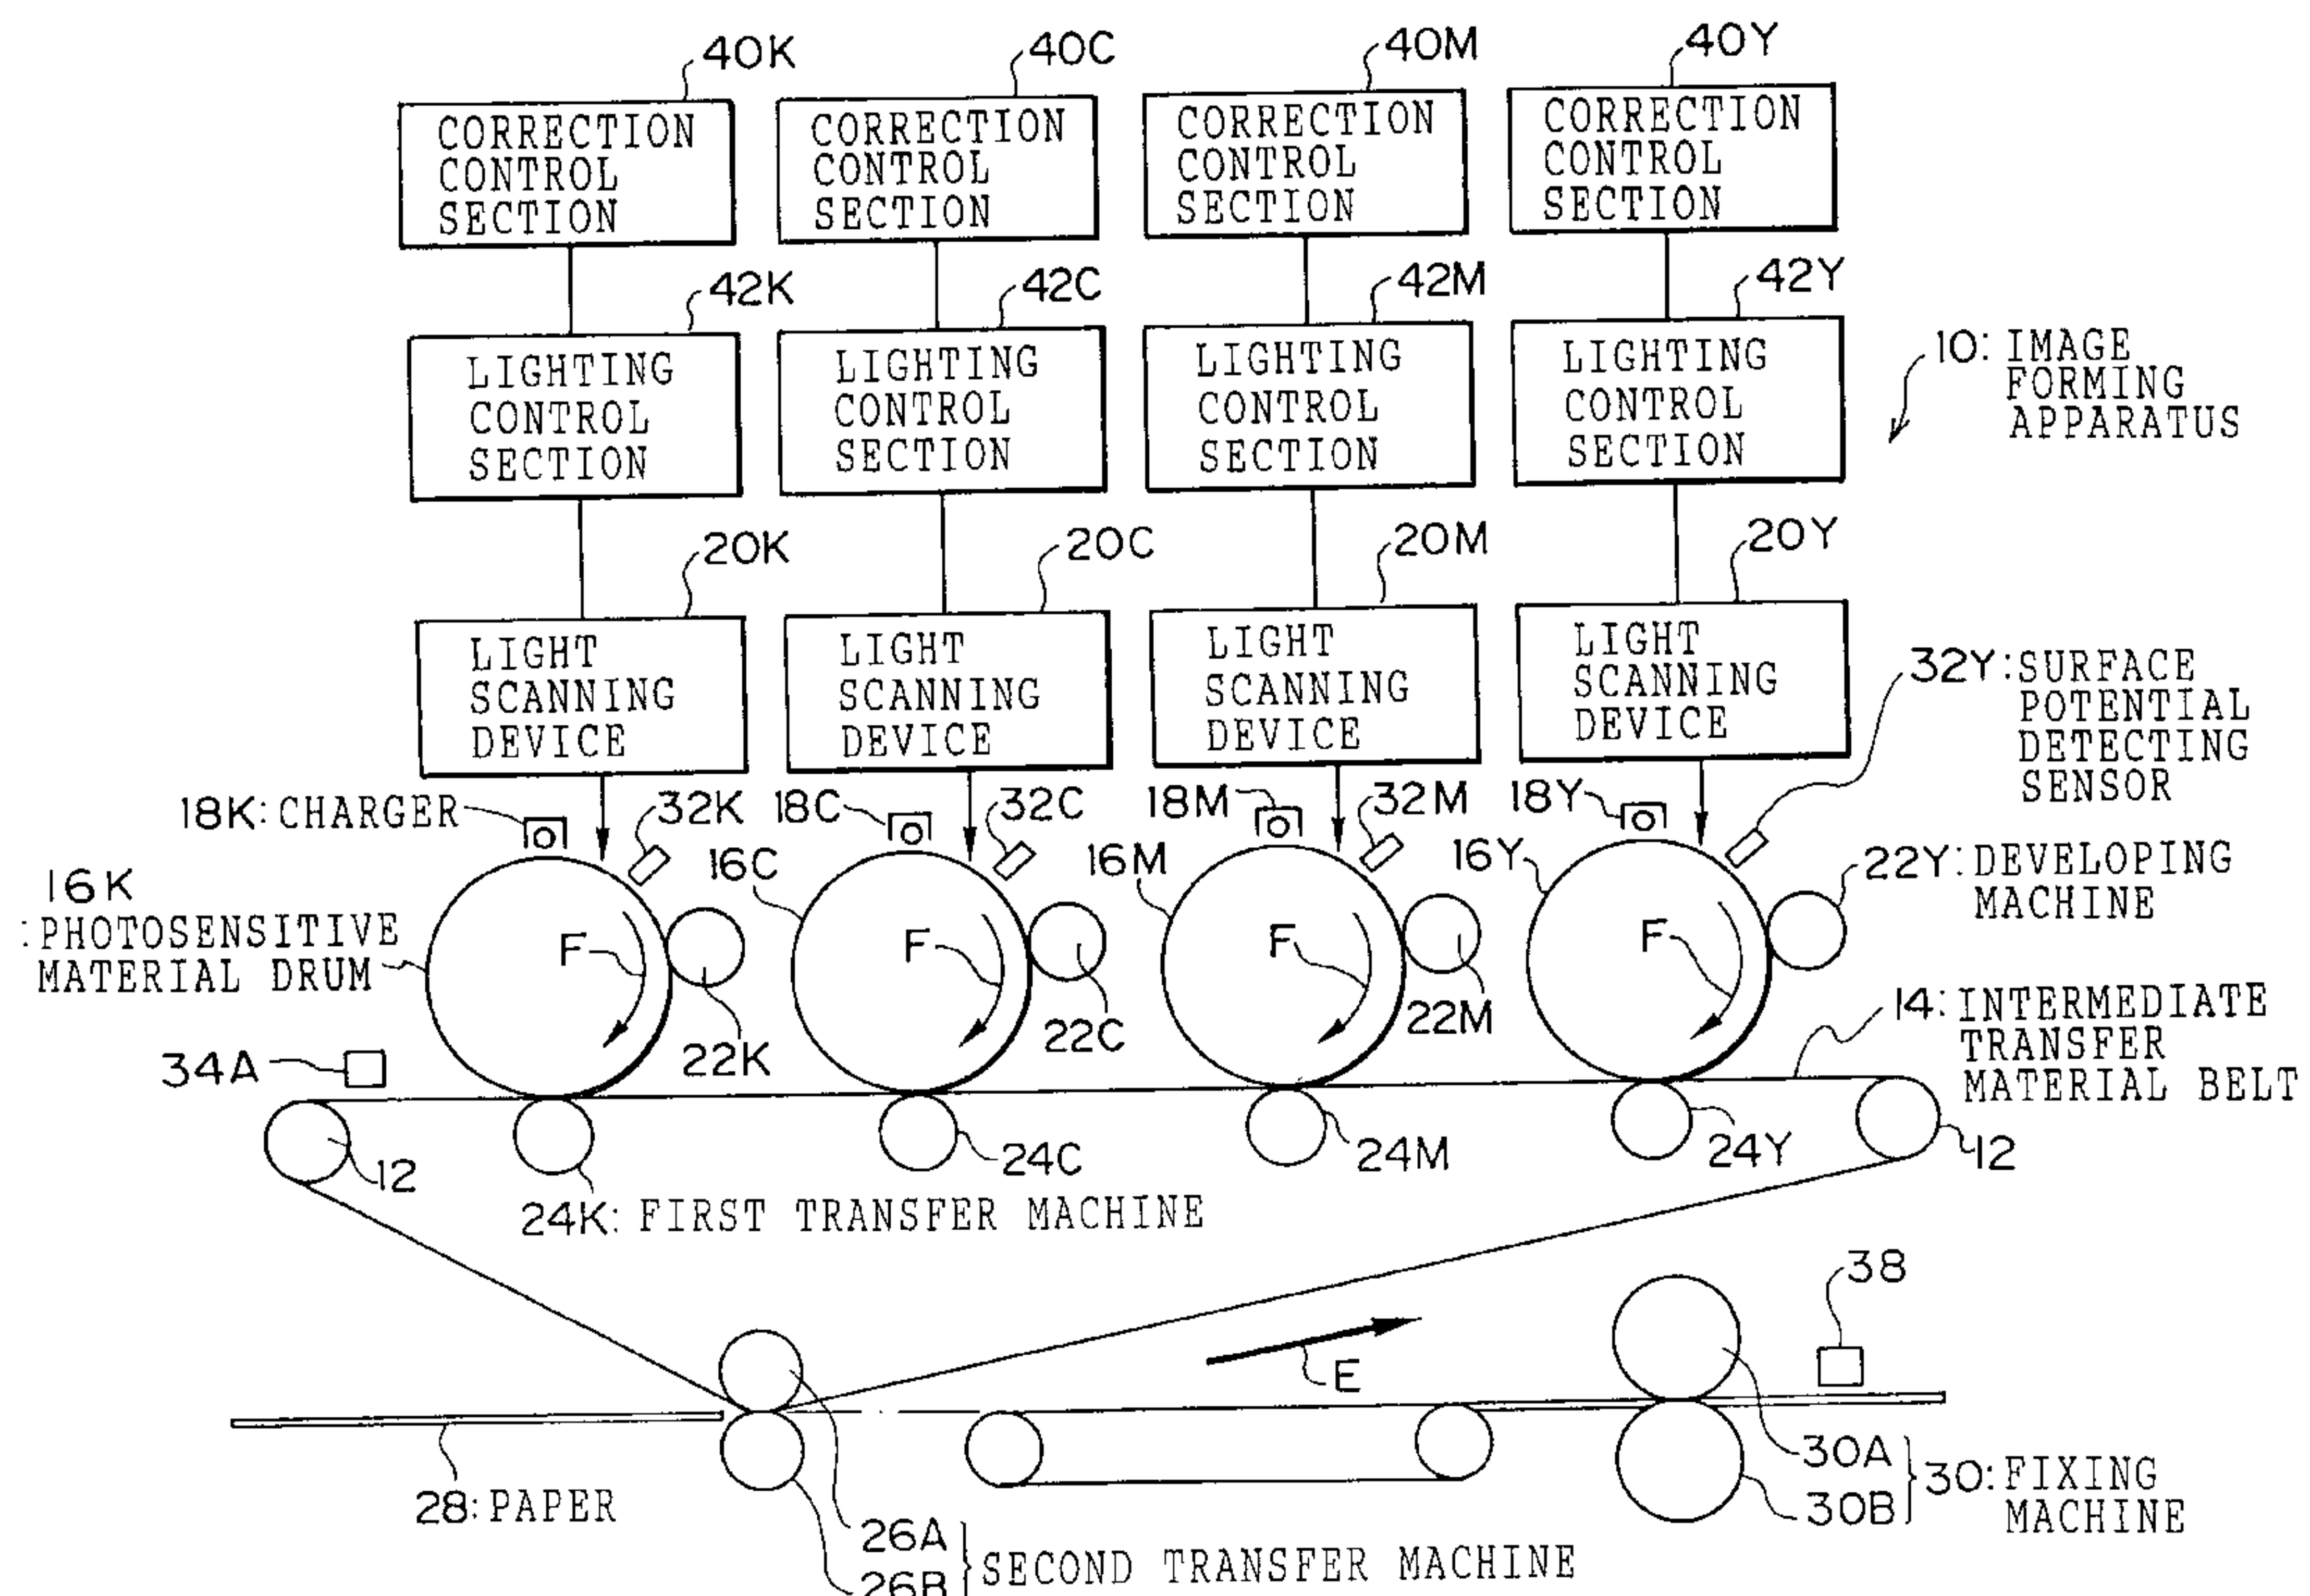 40K
40C
40M
40Y
CORRECTION
CONTROL
SECTION
CORRECTION
CONTROL
SECTION
CORRECTION
CONTROL
SECTION
CORRECTION
CONTROL
SECTION
42K
42C
42M
42Y
LIGHTING
CONTROL
SECTION
LIGHTING
CONTROL
SECTION
LIGHTING
CONTROL
SECTION
LIGHTING
CONTROL
SECTION
10: IMAGE
FORMING
APPARATUS
20K
20C
20M
20Y
LIGHT
SCANNING
DEVICE
LIGHT
SCANNING
DEVICE
LIGHT
SCANNING
DEVICE
LIGHT
SCANNING
DEVICE
32Y: SURFACE
POTENTIAL
DETECTING
SENSOR
18K: CHARGER
32K
18C
32C
18M
32M
18Y
16K
: PHOTOSENSITIVE
MATERIAL DRUM
16C
16M
16Y
22Y: DEVELOPING
MACHINE
F
F
F
F
22K
22C
22M
14: INTERMEDIATE
TRANSFER
MATERIAL BELT
34A
12
24C
24M
24Y
12
24K: FIRST TRANSFER MACHINE
38
E
28: PAPER
30A
30B
30: FIXING
MACHINE
26A
26B
SECOND TRANSFER MACHINE